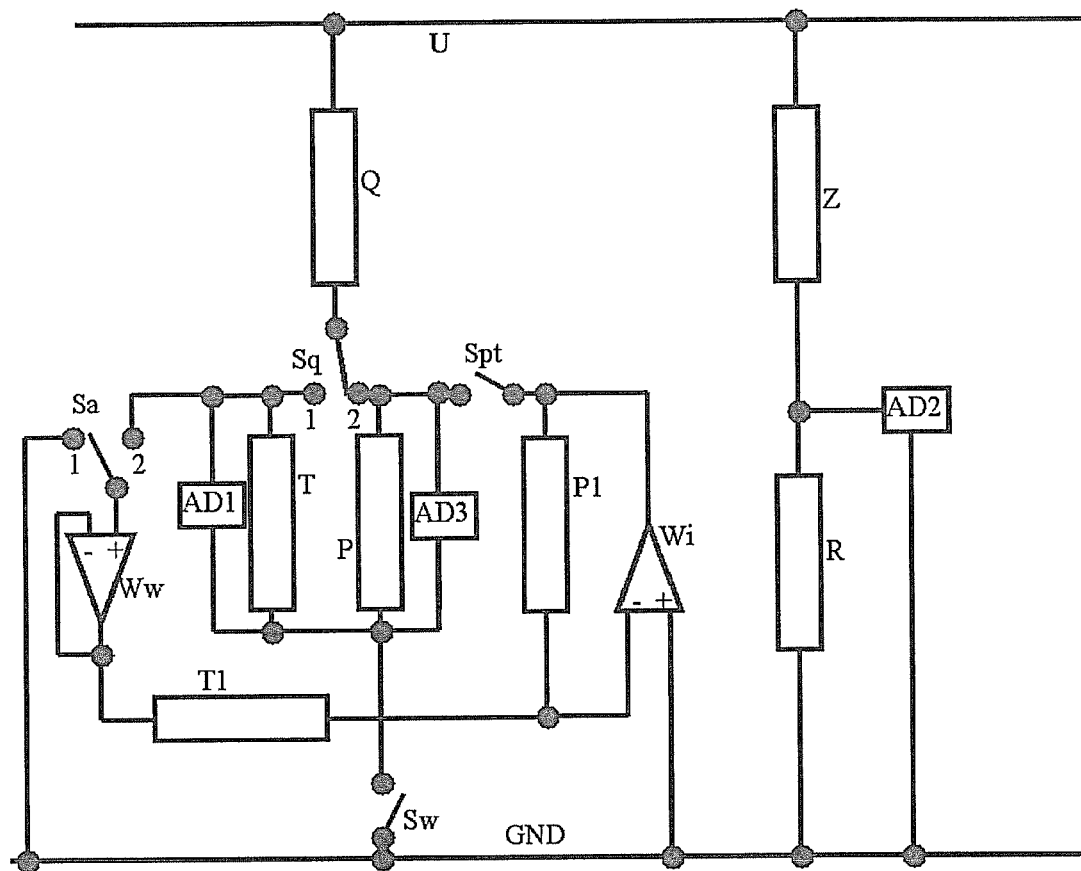 U
Q
Z
Sq
Spt
Sa
1
2
1
2
AD2
T
P1
AD1
AD3
P
Wi
R
- +
Ww
- +
T1
Sw
GND